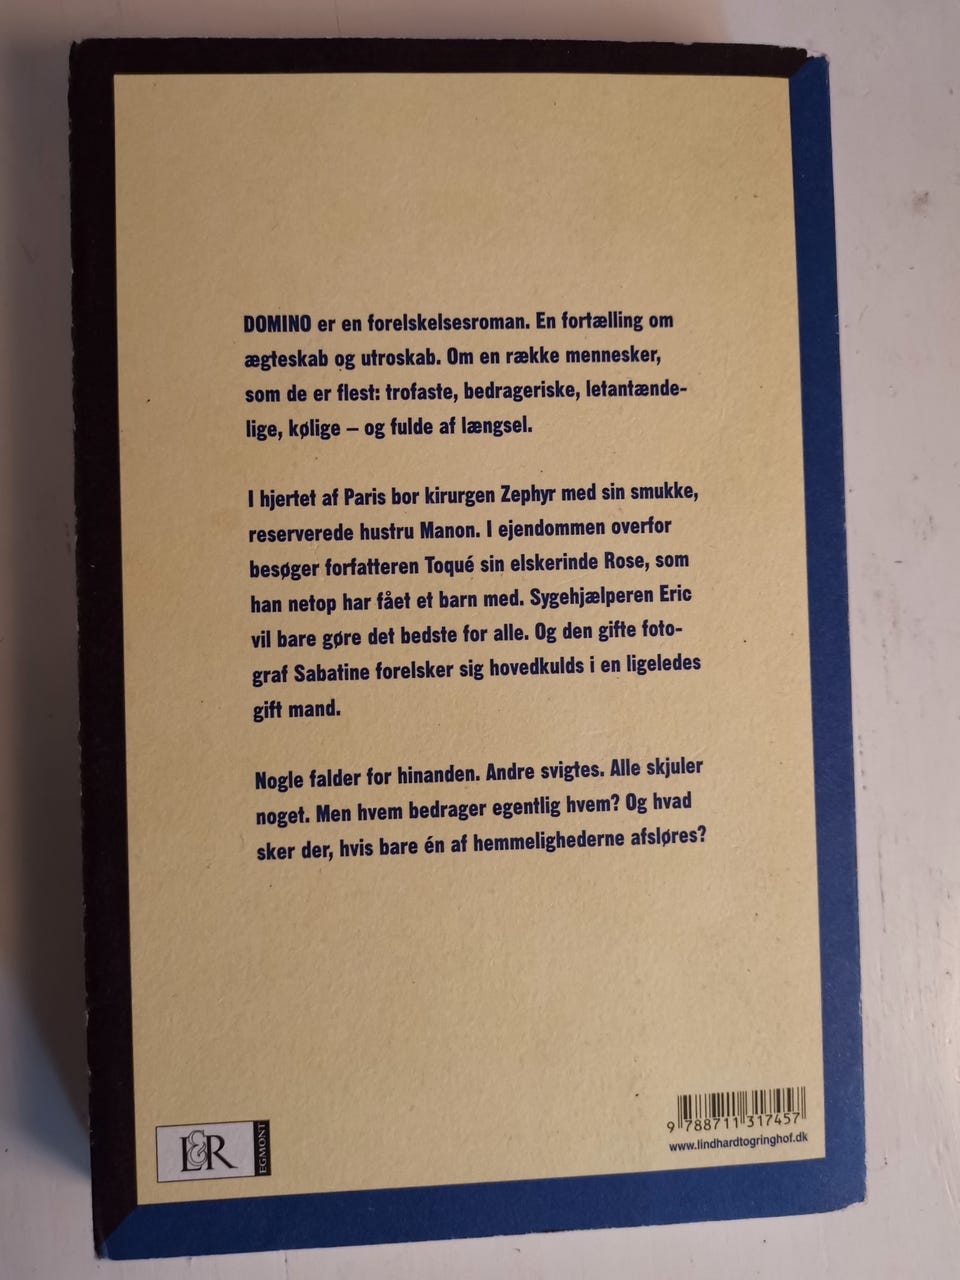 DOMINO er en forelskelsesroman. En fortælling om
ægteskab og utroskab. Om en række mennesker,
som de er flest: trofaste, bedrageriske, letantænde-
lige, kølige – og fulde af længsel.
I hjertet af Paris bor kirurgen Zephyr med sin smukke,
reserverede hustru Manon. I ejendommen overfor
besøger forfatteren Toqué sin elskerinde Rose, som
han netop har fået et barn med. Sygehjælperen Eric
vil bare gøre det bedste for alle. Og den gifte foto-
graf Sabatine forelsker sig hovedkulds i en ligeledes
gift mand.
Nogle falder for hinanden. Andre svigtes. Alle skjuler
noget. Men hvem bedrager egentlig hvem? Og hvad
sker der, hvis bare én af hemmelighederne afsløres?
L&R
EGMONT
9 788711 317457
www.lindhardtogringhof.dk